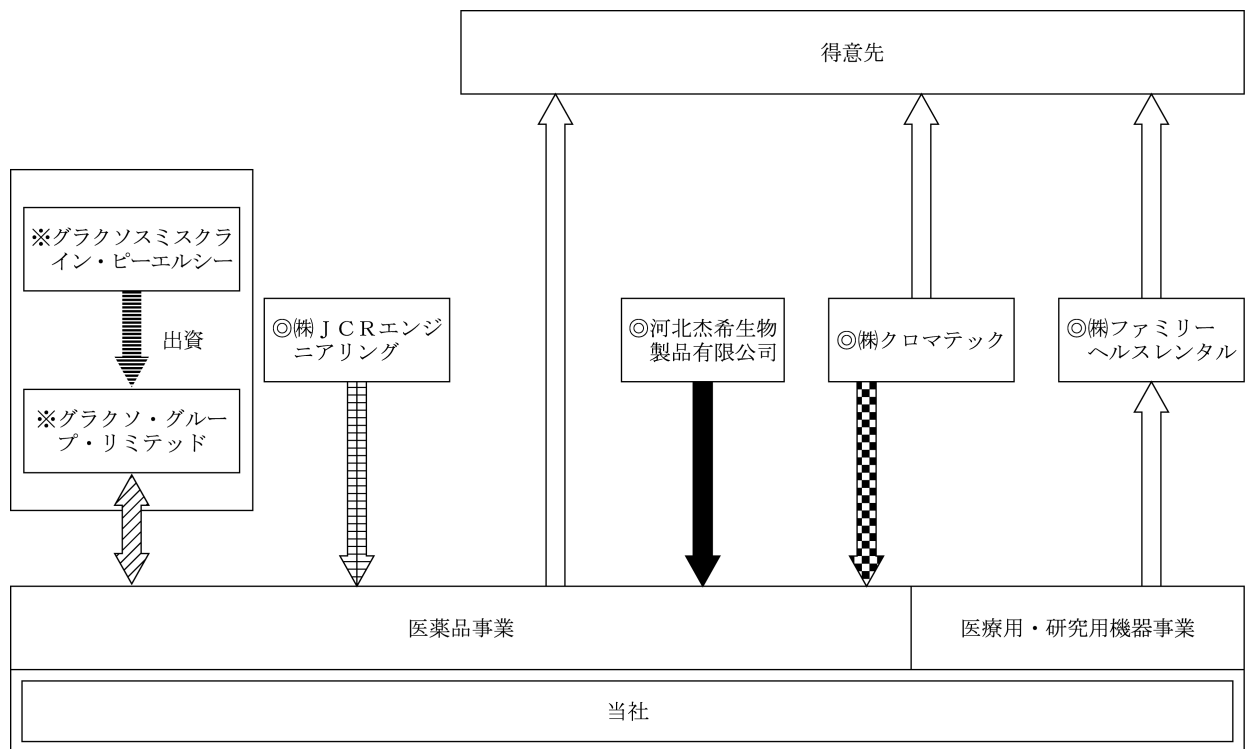 得意先
※グラクソスミスクラ
イン・ピーエルシー
出資
※グラクソ・グルー
プ・リミテッド
◎㈱ＪＣＲエンジ
ニアリング
◎河北杰希生物
製品有限公司
◎㈱クロマテック
◎㈱ファミリー
ヘルスレンタル
医薬品事業
医療用・研究用機器事業
当社